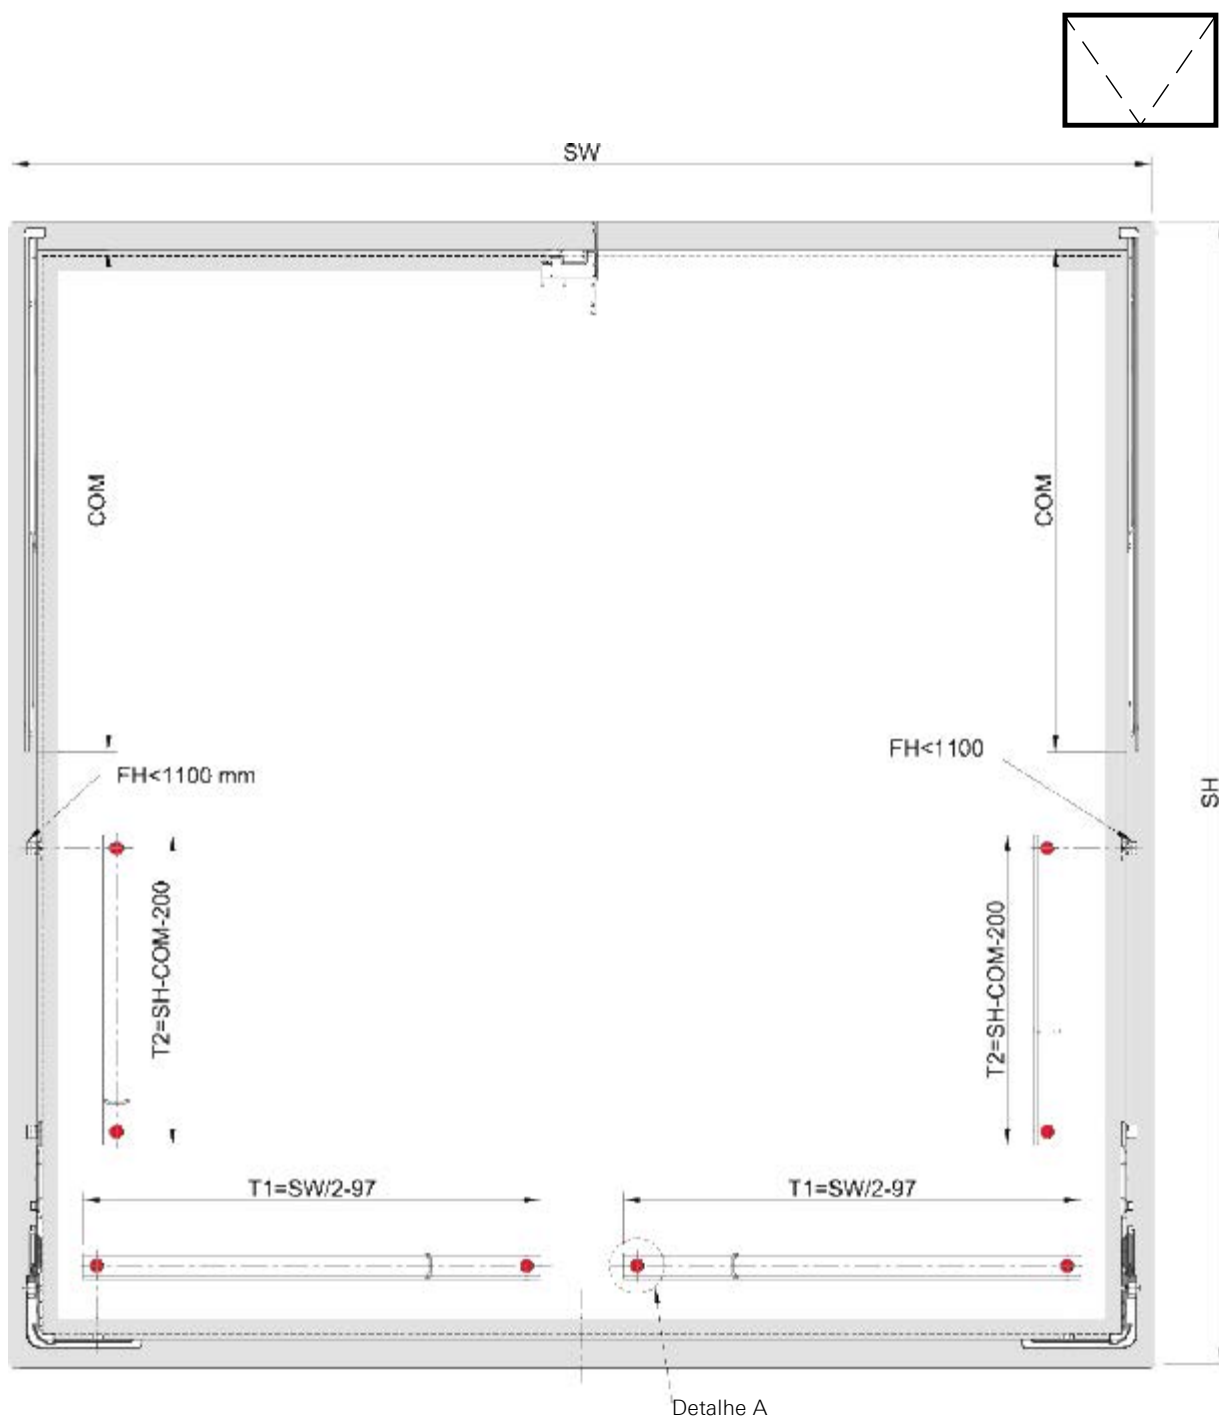 SW
COM
COM
FH<1100
FH<1100 mm
SH
T2=SH-COM-200
T2=SH-COM-200
T1=SW/2-97
T1=SW/2-97
Detalhe A